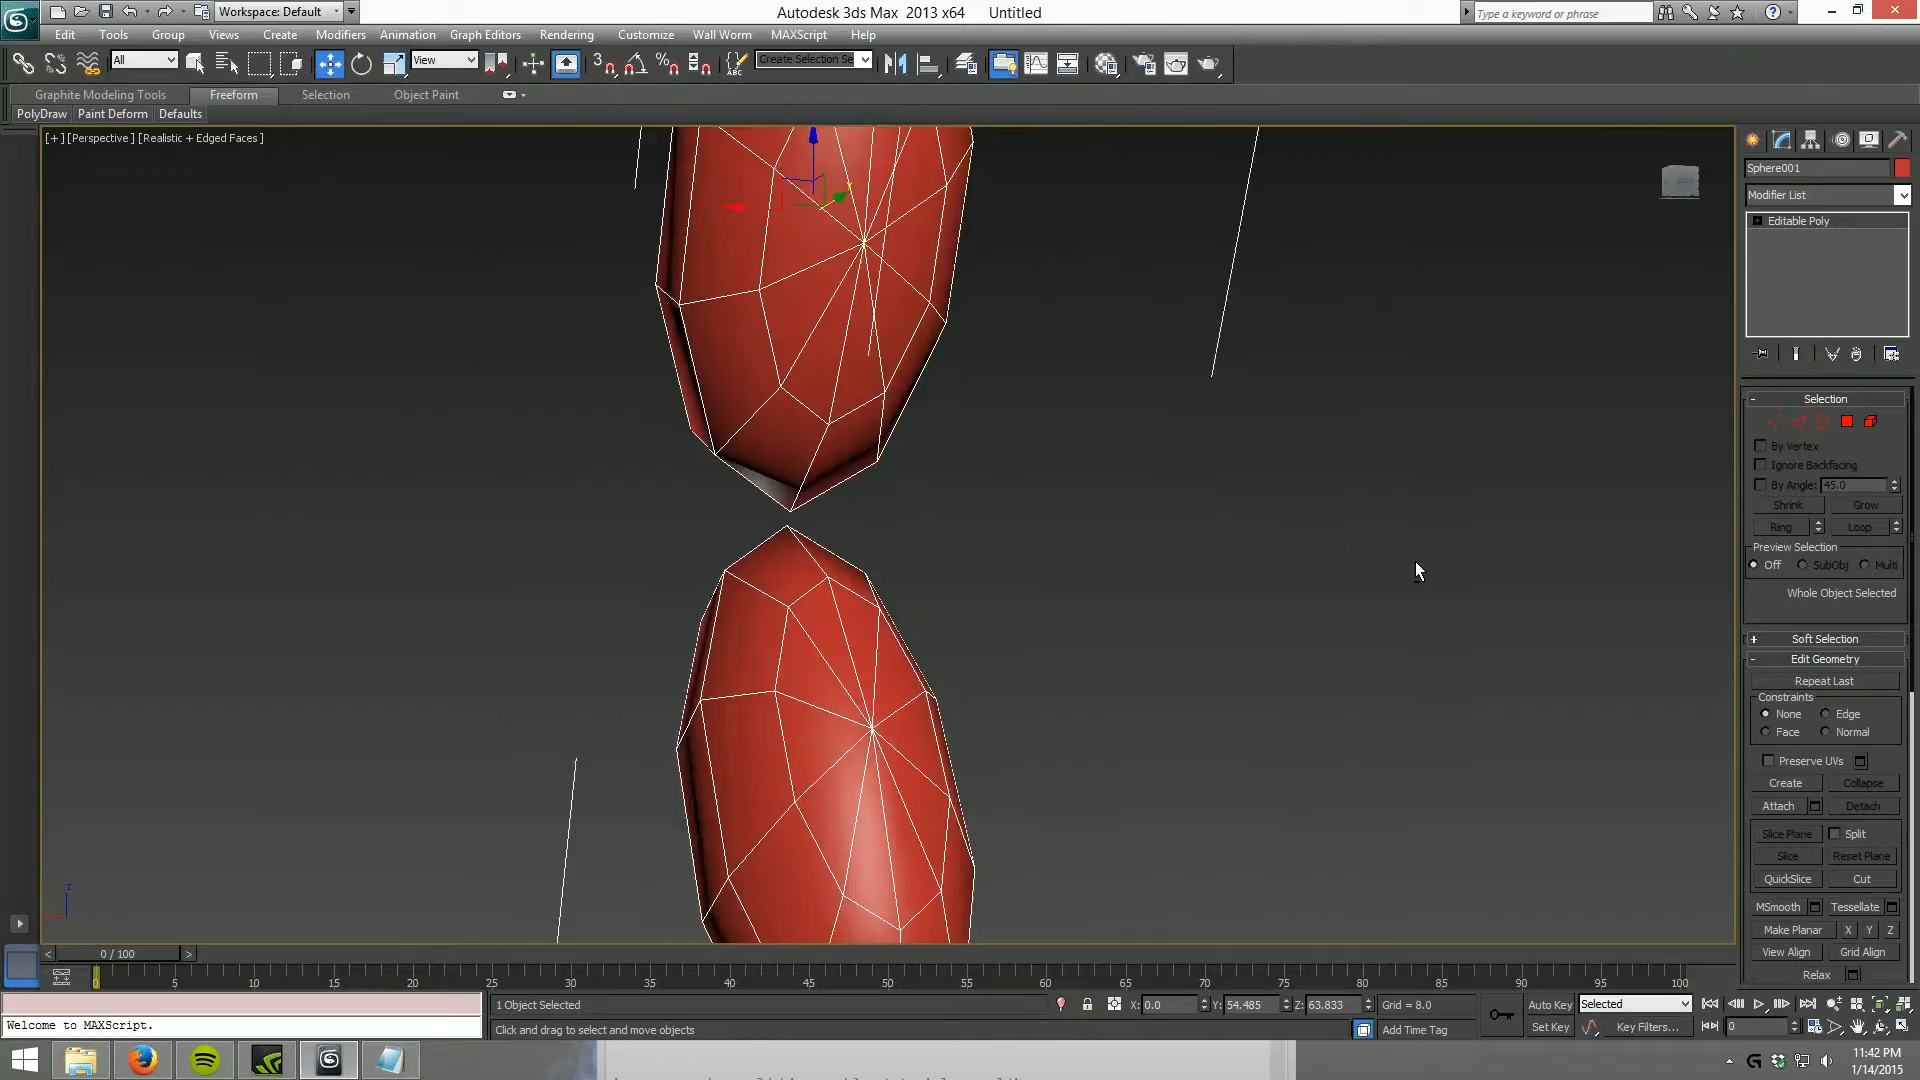 Workspace: Default
Autodesk 3ds Max 2013 x64 Untitled
Type a keyword or phrase
Edit Tools Group Views Create Modifiers Animation Graph Editors Rendering Customize Wall Worm MAXScript Help
All
View
3
Create Selection Se
Graphite Modeling Tools Freeform Selection Object Paint
PolyDraw Paint Deform Defaults
[+] [Perspective] [Realistic + Edged Faces]
Sphere001
Modifier List
Editable Poly
- Selection
By Vertex
Ignore Backfacing
By Angle: 45.0
Shrink Grow
Ring Loop
Preview Selection
Off SubObj Multi
Whole Object Selected
+ Soft Selection
- Edit Geometry
Repeat Last
Constraints
None Edge
Face Normal
Preserve UVs
Create Collapse
Attach Detach
Slice Plane Split
Slice Reset Plane
QuickSlice Cut
MSmooth Tessellate
Make Planar X Y Z
View Align Grid Align
Relax
z
< 0 / 100 >
0 5 10 15 20 25 30 35 40 45 50 55 60 65 70 75 80 85 90 95 100
1 Object Selected X: 0.0 Y: 54.485 Z: 63.833 Grid = 8.0 Auto Key Selected
Welcome to MAXScript. Click and drag to select and move objects Add Time Tag Set Key Key Filters... 0
11:42 PM
1/14/2015